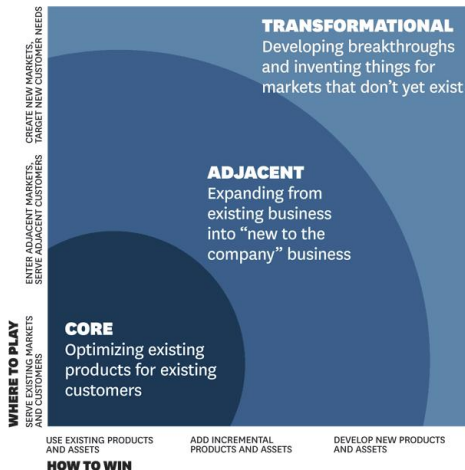 TRANSFORMATIONAL
Developing breakthroughs
and inventing things for
markets that don't yet exist
ADJACENT
Expanding from
existing business
into “new to the
company” business
CORE
Optimizing existing
products for existing
customers
WHERE TO PLAY
CREATE NEW MARKETS,
TARGET NEW CUSTOMER NEEDS
ENTER ADJACENT MARKETS,
SERVE ADJACENT CUSTOMERS
SERVE EXISTING MARKETS
AND CUSTOMERS
USE EXISTING PRODUCTS
AND ASSETS
ADD INCREMENTAL
PRODUCTS AND ASSETS
DEVELOP NEW PRODUCTS
AND ASSETS
HOW TO WIN